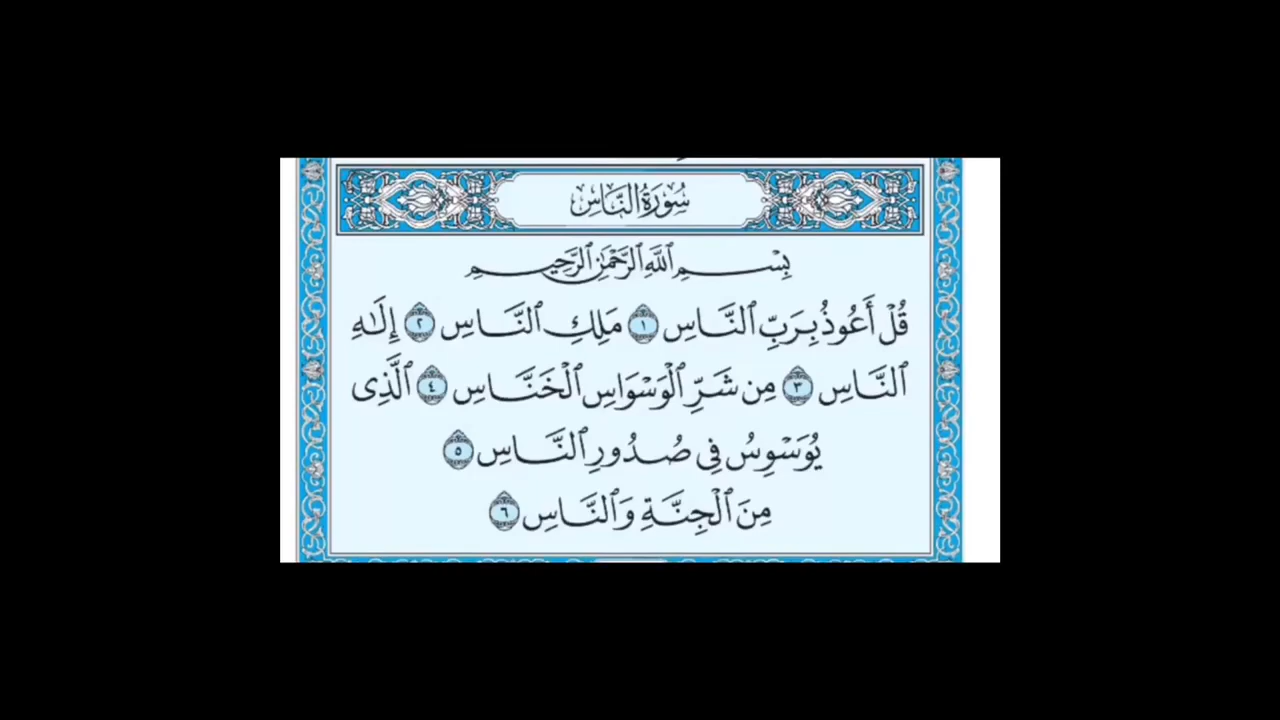 سُورَةُ النَّاسِ
بِسْمِ ٱللَّهِ ٱلرَّحْمَٰنِ ٱلرَّحِيمِ
قُلْ أَعُوذُ بِرَبِّ ٱلنَّاسِ ١ مَلِكِ ٱلنَّاسِ ٢ إِلَٰهِ
ٱلنَّاسِ ٣ مِن شَرِّ ٱلْوَسْوَاسِ ٱلْخَنَّاسِ ٤ ٱلَّذِى
يُوَسْوِسُ فِى صُدُورِ ٱلنَّاسِ ٥
مِنَ ٱلْجِنَّةِ وَٱلنَّاسِ ٦